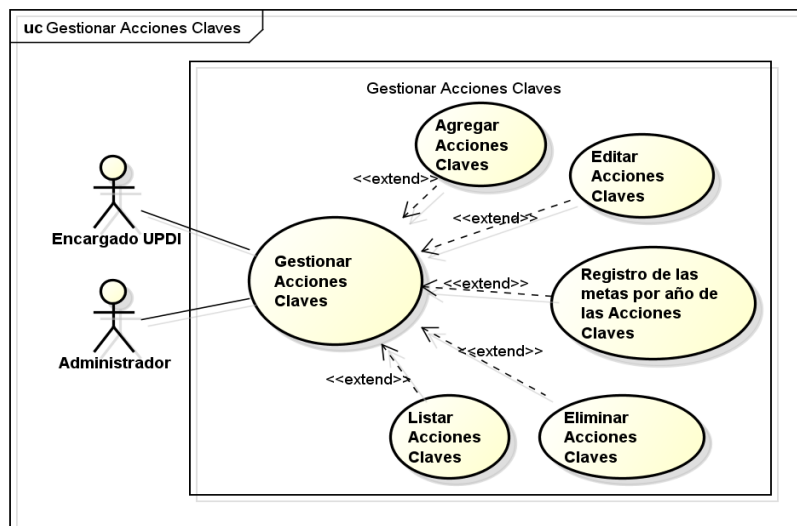 uc Gestionar Acciones Claves
Gestionar Acciones Claves
Agregar
Acciones
Claves
<<extend>>
Editar
Acciones
Claves
<<extend>>
Encargado UPDI
Gestionar
Acciones
Claves
<<extend>>
Registro de las
metas por año de
las Acciones
Claves
Administrador
<<extend>>
<<extend>>
Listar
Acciones
Claves
Eliminar
Acciones
Claves